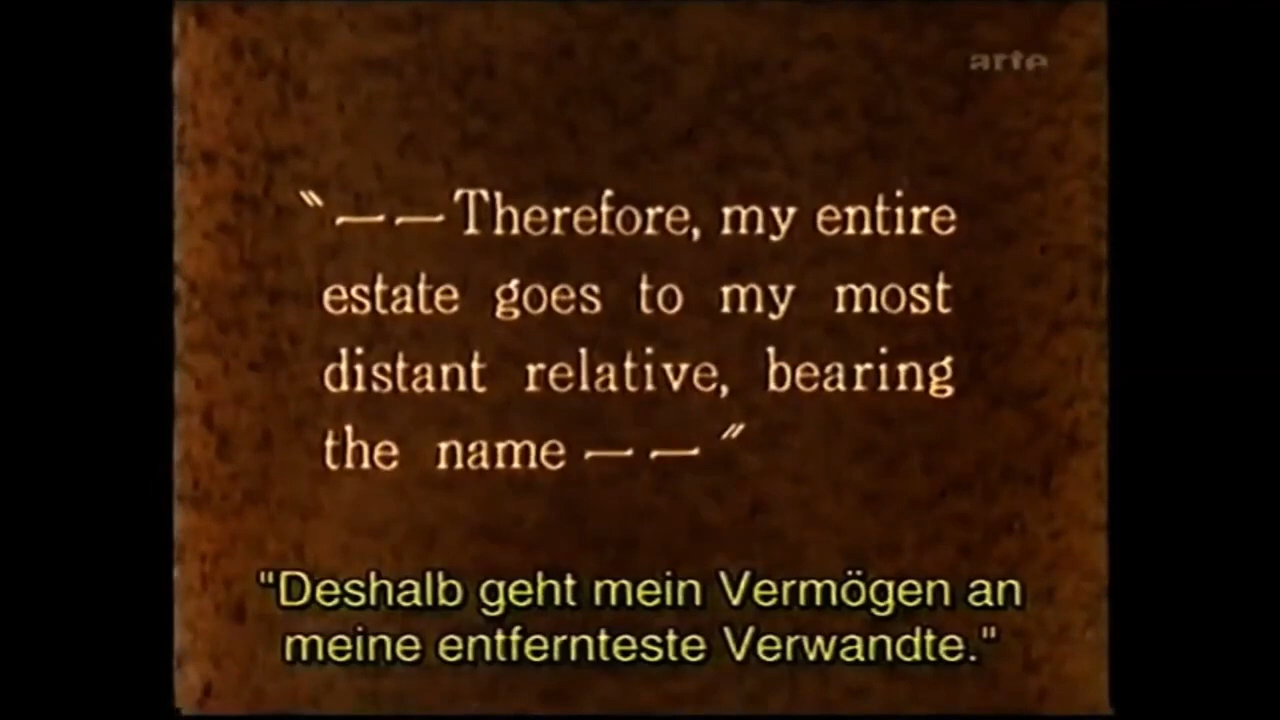 arte
"——Therefore, my entire
estate goes to my most
distant relative, bearing
the name——"
"Deshalb geht mein Vermögen an
meine entfernteste Verwandte."